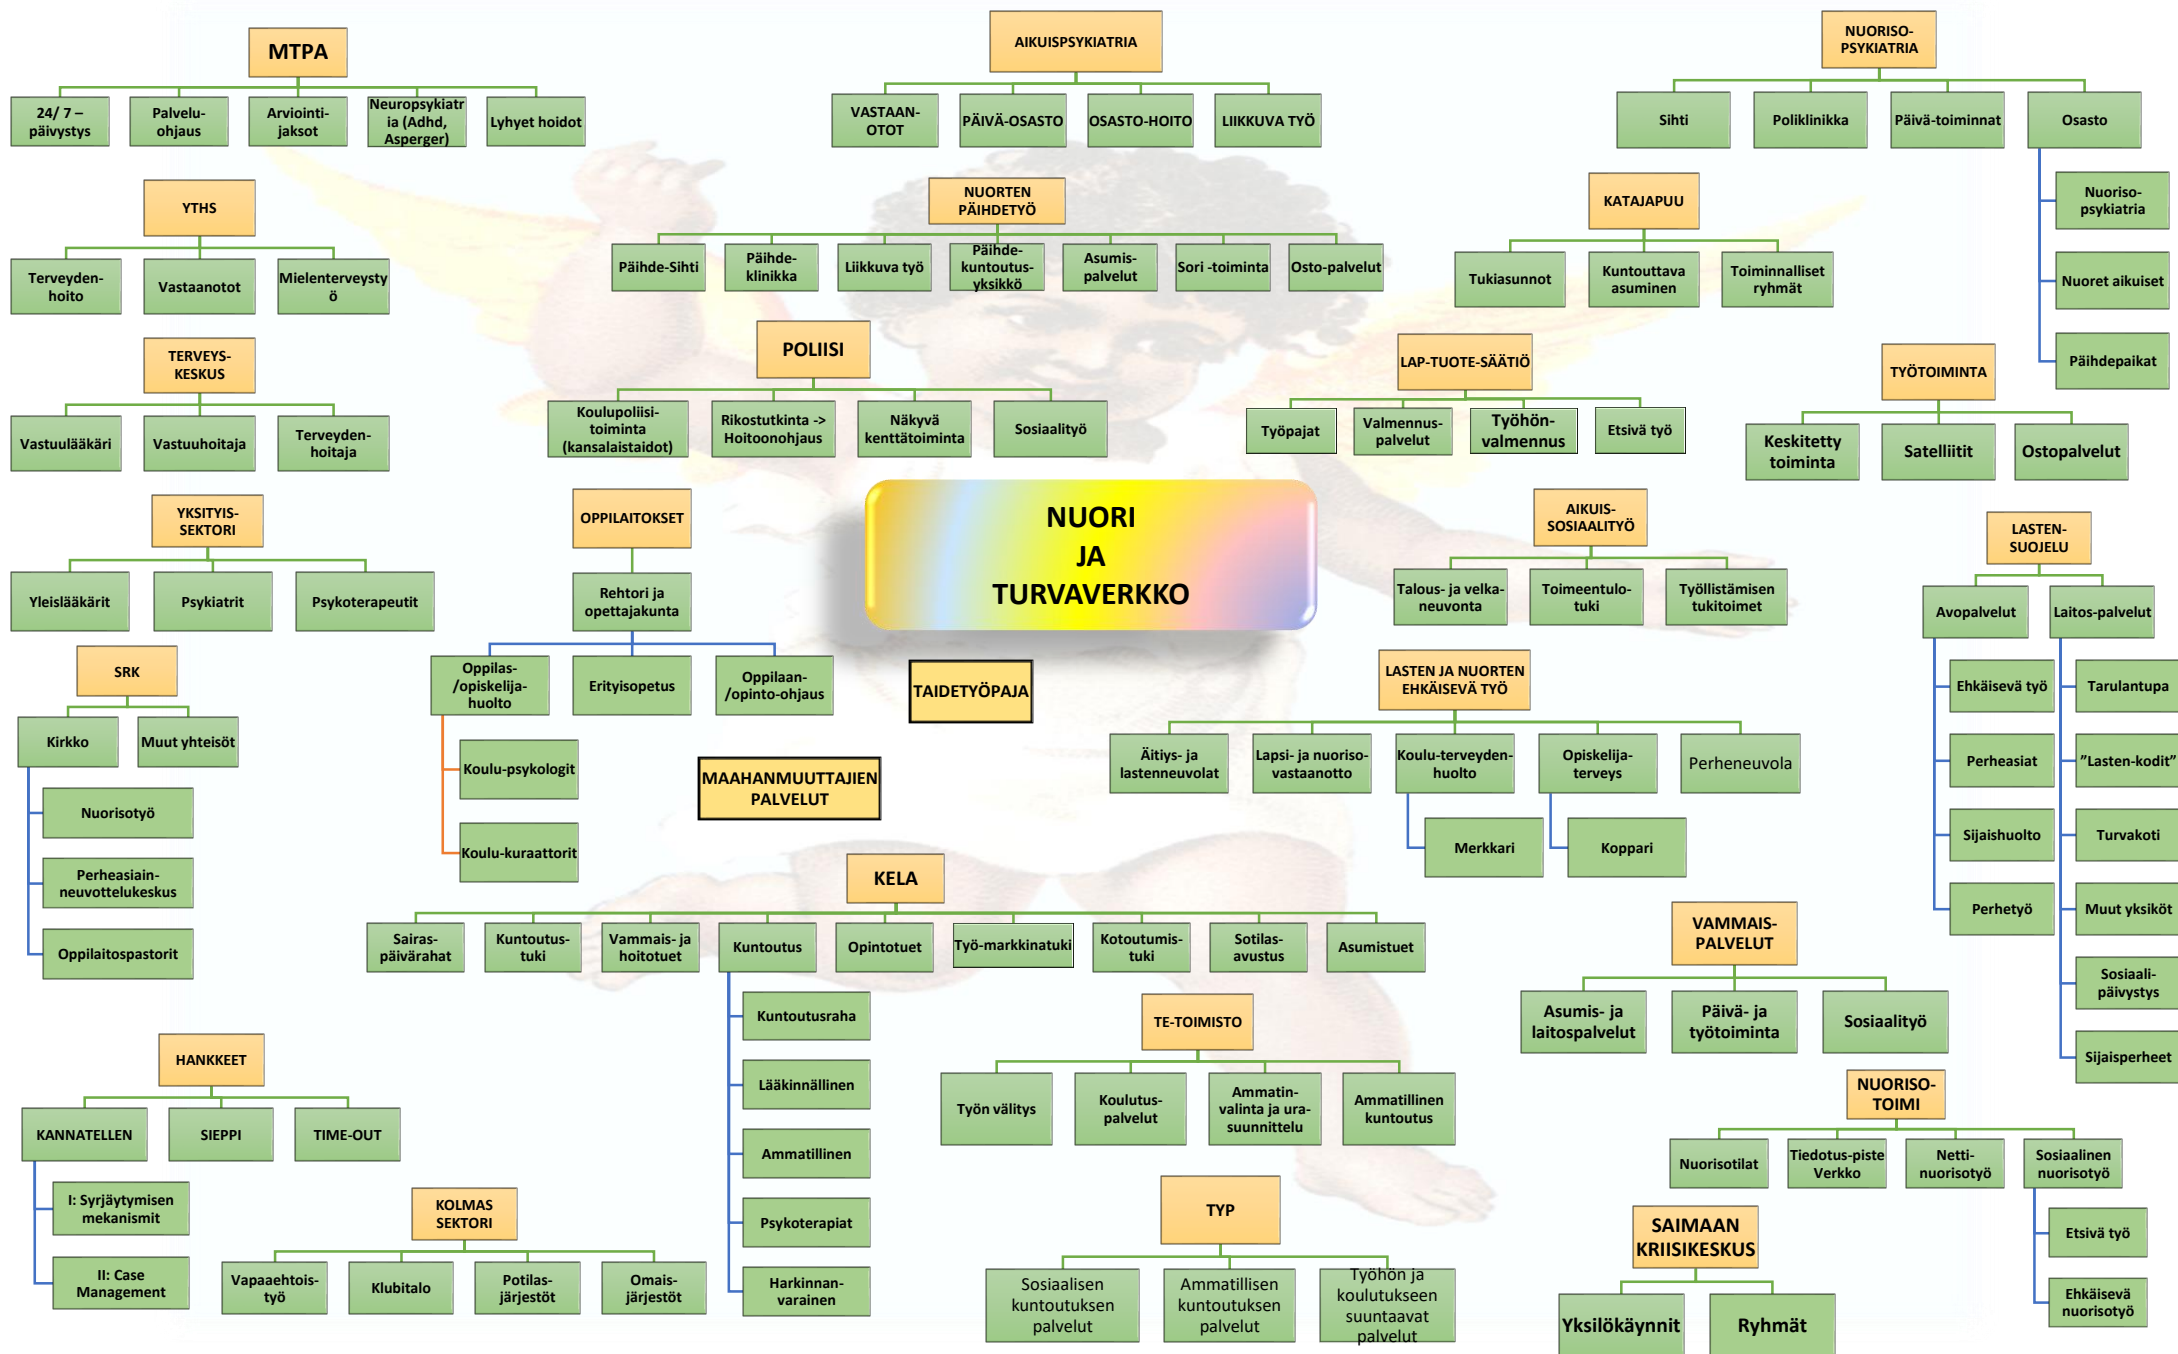 MTPA
24/ 7 –
päivystys
Palvelu-
ohjaus
Arviointi-
jaksot
Neuropsykiatr
ia (Adhd,
Asperger)
Lyhyet hoidot
AIKUISPSYKIATRIA
VASTAAN-
OTOT
PÄIVÄ-OSASTO
OSASTO-HOITO
LIIKKUVA TYÖ
NUORISO-
PSYKIATRIA
Sihti
Poliklinikka
Päivä-toiminnat
Osasto
Nuoriso-
psykiatria
Nuoret aikuiset
Päihdepaikat
YTHS
Terveyden-
hoito
Vastaanotot
Mielenterveysty
ö
NUORTEN
PÄIHDETYÖ
Päihde-Sihti
Päihde-
klinikka
Liikkuva työ
Päihde-
kuntoutus-
yksikkö
Asumis-
palvelut
Sori -toiminta
Osto-palvelut
KATAJAPUU
Tukiasunnot
Kuntouttava
asuminen
Toiminnalliset
ryhmät
TERVEYS-
KESKUS
Vastuulääkäri
Vastuuhoitaja
Terveyden-
hoitaja
POLIISI
Koulupoliisi-
toiminta
(kansalaistaidot)
Rikostutkinta ->
Hoitoonohjaus
Näkyvä
kenttätoiminta
Sosiaalityö
LAP-TUOTE-SÄÄTIÖ
Työpajat
Valmennus-
palvelut
Työhön-
valmennus
Etsivä työ
TYÖTOIMINTA
Keskitetty
toiminta
Satelliitit
Ostopalvelut
YKSITYIS-
SEKTORI
Yleislääkärit
Psykiatrit
Psykoterapeutit
OPPILAITOKSET
Rehtori ja
opettajakunta
Oppilas-
/opiskelija-
huolto
Erityisopetus
Oppilaan-
/opinto-ohjaus
Koulu-psykologit
Koulu-kuraattorit
NUORI
JA
TURVAVERKKO
TAIDETYÖPAJA
MAAHANMUUTTAJIEN
PALVELUT
AIKUIS-
SOSIAALITYÖ
Talous- ja velka-
neuvonta
Toimeentulo-
tuki
Työllistämisen
tukitoimet
LASTEN-
SUOJELU
Avopalvelut
Laitos-palvelut
Ehkäisevä työ
Perheasiat
Sijaishuolto
Perhetyö
Tarulantupa
”Lasten-kodit”
Turvakoti
Muut yksiköt
Sosiaali-
päivystys
Sijaisperheet
SRK
Kirkko
Muut yhteisöt
Nuorisotyö
Perheasiain-
neuvottelukeskus
Oppilaitospastorit
LASTEN JA NUORTEN
EHKÄISEVÄ TYÖ
Äitiys- ja
lastenneuvolat
Lapsi- ja nuoriso-
vastaanotto
Koulu-terveyden-
huolto
Opiskelija-
terveys
Perheneuvola
Merkkari
Koppari
KELA
Sairas-
päivärahat
Kuntoutus-
tuki
Vammais- ja
hoitotuet
Kuntoutus
Opintotuet
Työ-markkinatuki
Kotoutumis-
tuki
Sotilas-
avustus
Asumistuet
Kuntoutusraha
Lääkinnällinen
Ammatillinen
Psykoterapiat
Harkinnan-
varainen
VAMMAIS-
PALVELUT
Asumis- ja
laitospalvelut
Päivä- ja
työtoiminta
Sosiaalityö
HANKKEET
KANNATELLEN
SIEPPI
TIME-OUT
I: Syrjäytymisen
mekanismit
II: Case
Management
KOLMAS
SEKTORI
Vapaaehtois-
työ
Klubitalo
Potilas-
järjestöt
Omais-
järjestöt
TE-TOIMISTO
Työn välitys
Koulutus-
palvelut
Ammatin-
valinta ja ura-
suunnittelu
Ammatillinen
kuntoutus
TYP
Sosiaalisen
kuntoutuksen
palvelut
Ammatillisen
kuntoutuksen
palvelut
Työhön ja
koulutukseen
suuntaavat
palvelut
NUORISO-
TOIMI
Nuorisotilat
Tiedotus-piste
Verkko
Netti-
nuorisotyö
Sosiaalinen
nuorisotyö
Etsivä työ
Ehkäisevä
nuorisotyö
SAIMAAN
KRIISIKESKUS
Yksilökäynnit
Ryhmät